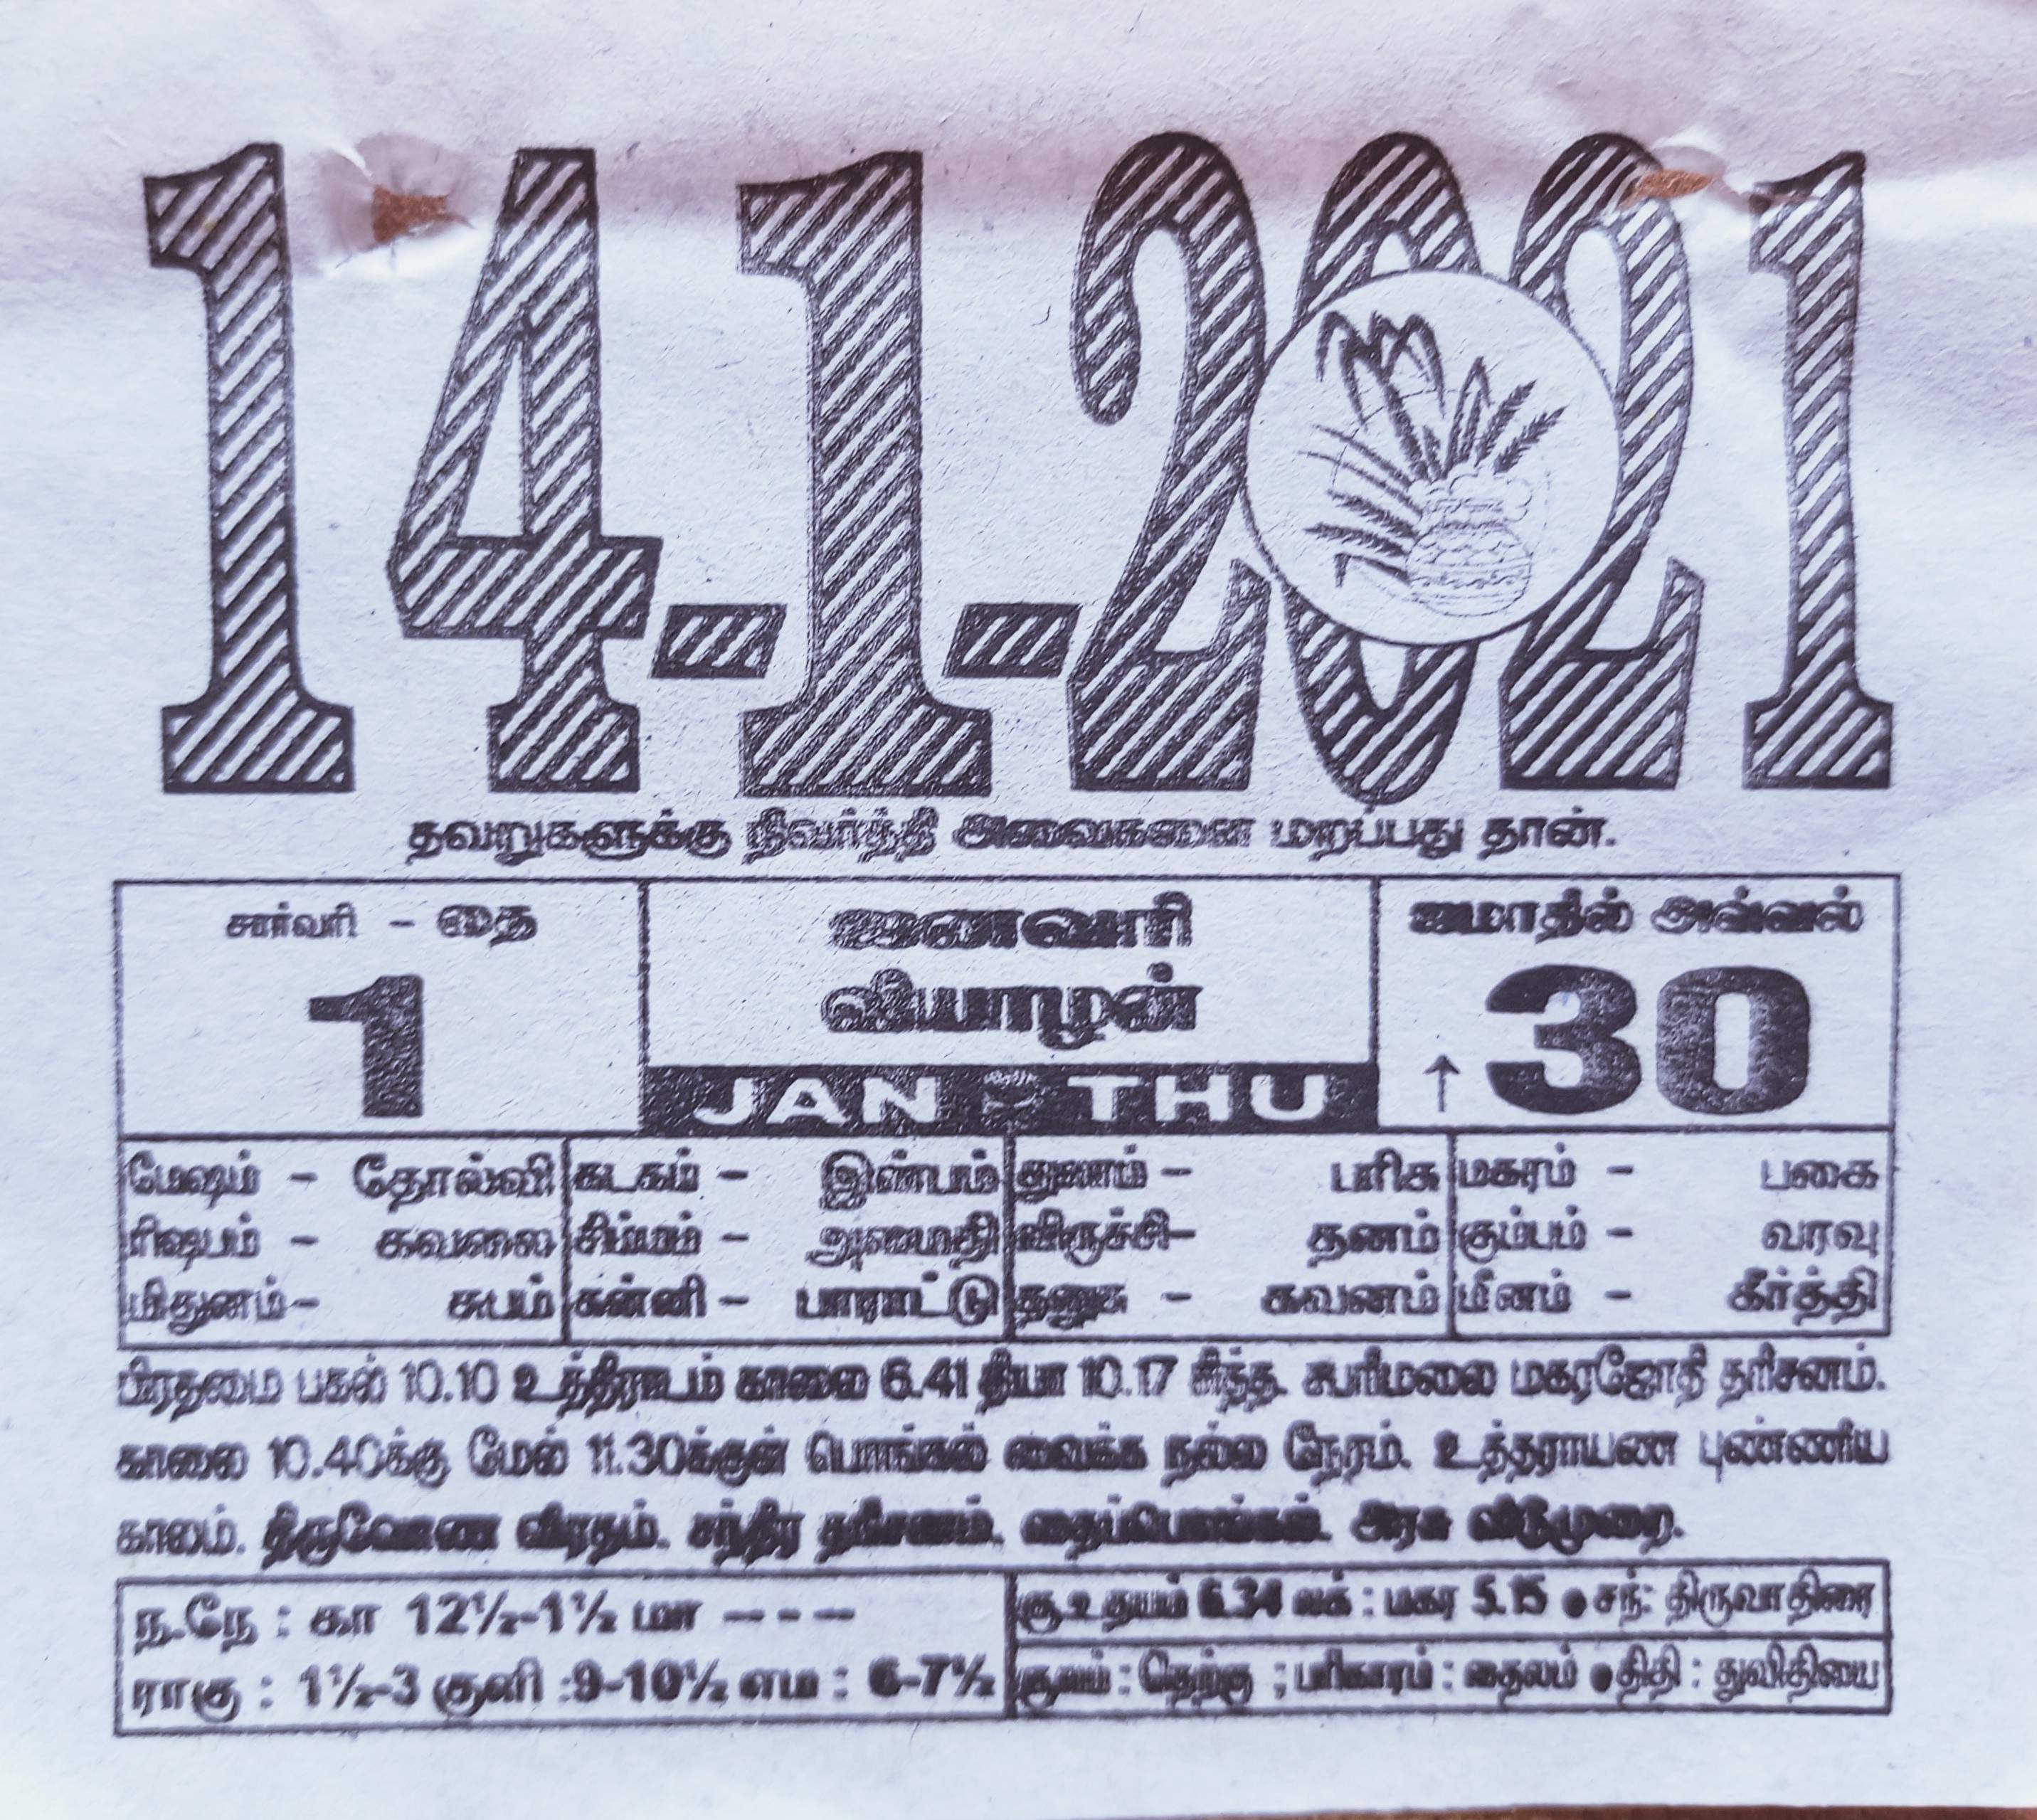 14-1-2021
தவறுகளுக்கு நிவர்த்தி அவைகளை மறப்பது தான்.
சார்வரி - தை
1
ஜனவரி
வியாழன்
JAN - THU
ஜமாதில் அவ்வல்
↑ 30
மேஷம் - தோல்வி
ரிஷபம் - கவலை
மிதுனம் - சுபம்
கடகம் - இன்பம்
சிம்மம் - அமைதி
கன்னி - பாராட்டு
துலாம் - பரிசு
விருச்சி - தனம்
தனுசு - கவனம்
மகரம் - பகை
கும்பம் - வரவு
மீனம் - கீர்த்தி
பிரதமை பகல் 10.10 உத்திராடம் காலை 6.41 தியா 10.17 சித்த. சபரிமலை மகரஜோதி தரிசனம்.
காலை 10.40க்கு மேல் 11.30க்குள் பொங்கல் வைக்க நல்ல நேரம். உத்தராயண புண்ணிய
காலம். திருவோண விரதம். சந்திர தரிசனம். தைப்பொங்கல். அரசு விடுமுறை.
ந.நே : கா 12½-1½ மா ----
ராகு : 1½-3 குளி :9-10½ எம : 6-7½
சூ.உதயம் 6.34 லக் : மகர 5.15 ● சந்: திருவாதிரை
சூலம் : தெற்கு ; பரிகாரம் : தைலம் ● திதி : துவிதியை